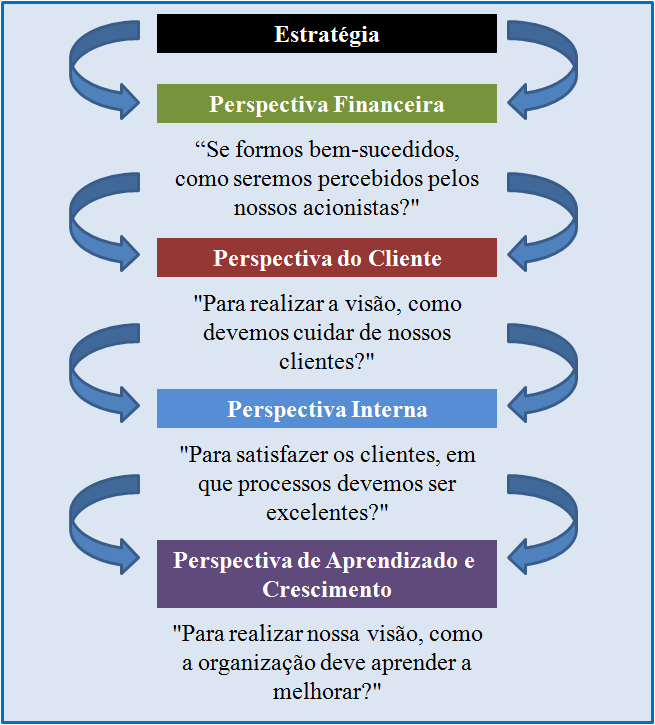 Estratégia
Perspectiva Financeira
“Se formos bem-sucedidos,
como seremos percebidos pelos
nossos acionistas?"
Perspectiva do Cliente
"Para realizar a visão, como
devemos cuidar de nossos
clientes?"
Perspectiva Interna
"Para satisfazer os clientes, em
que processos devemos ser
excelentes?"
Perspectiva de Aprendizado e
Crescimento
"Para realizar nossa visão, como
a organização deve aprender a
melhorar?"